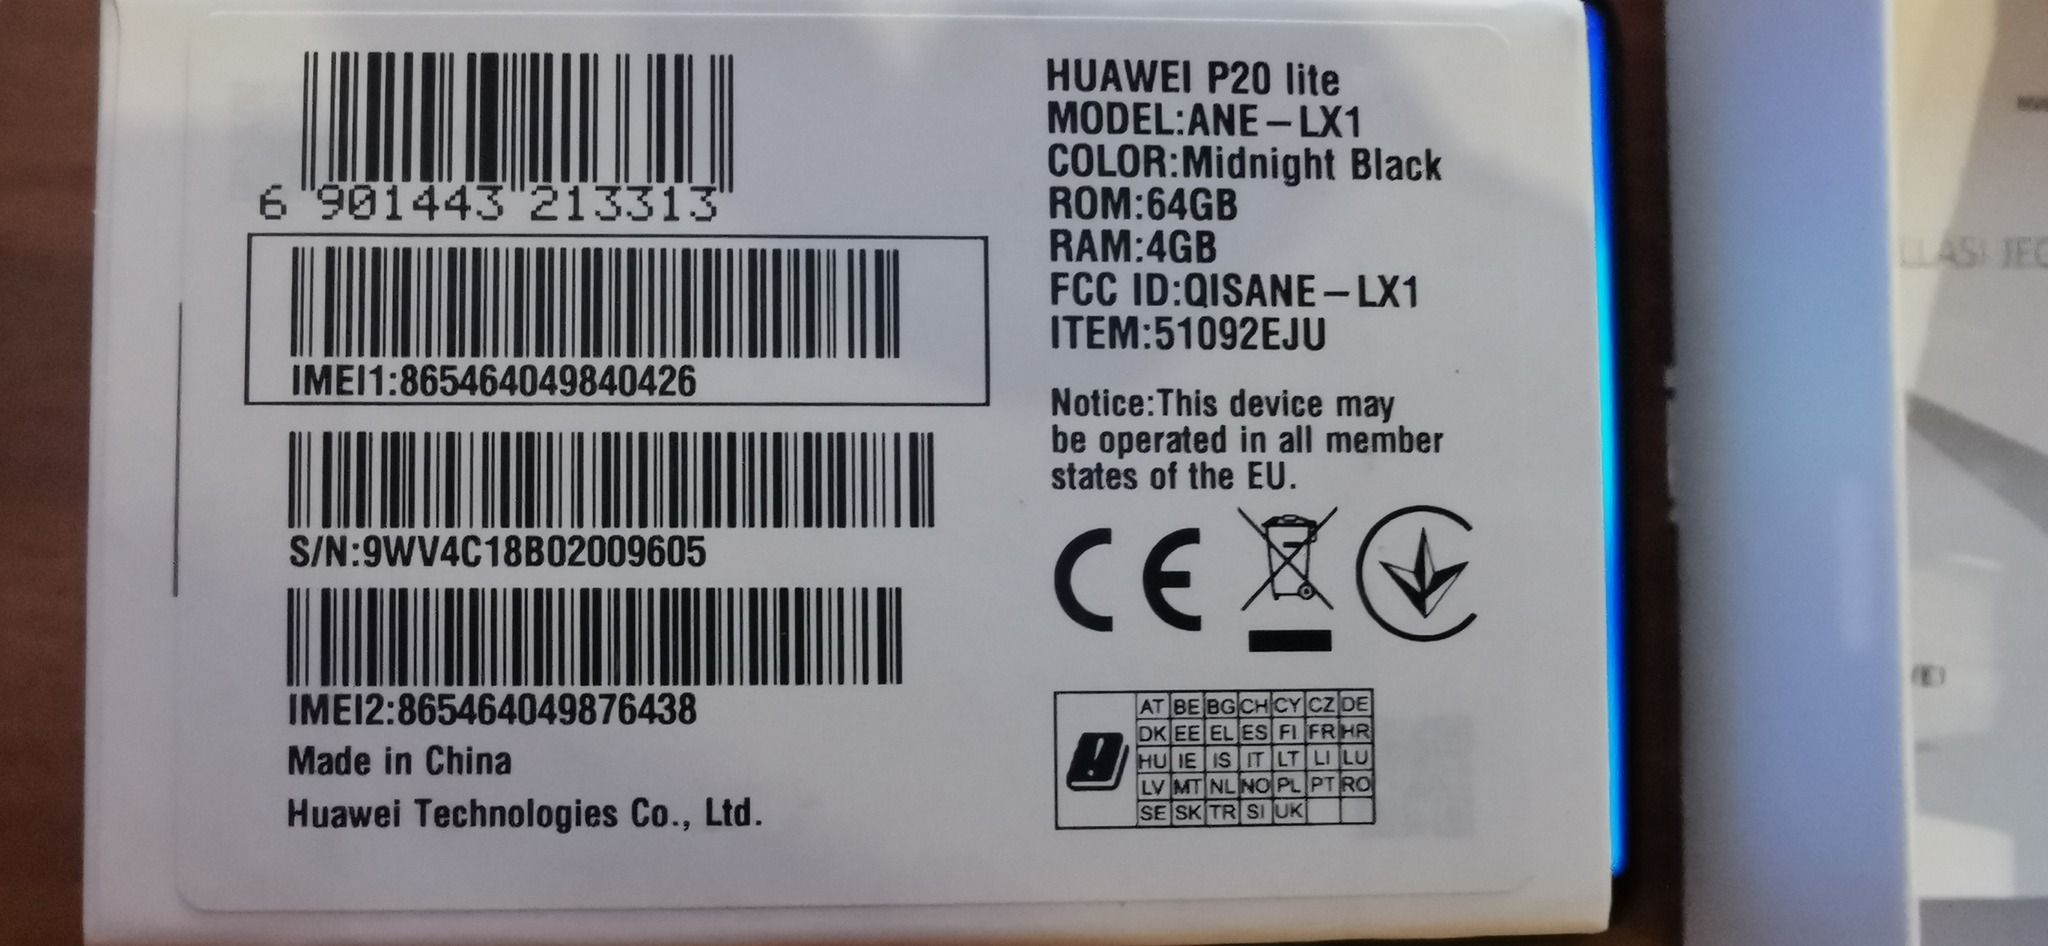 6 901443 213313
IMEI1:865464049840426
S/N:9WV4C18B02009605
IMEI2:865464049876438
Made in China
Huawei Technologies Co., Ltd.
HUAWEI P20 lite
MODEL:ANE-LX1
COLOR:Midnight Black
ROM:64GB
RAM:4GB
FCC ID:QISANE-LX1
ITEM:51092EJU
Notice:This device may
be operated in all member
states of the EU.
CE
AT BE BG CH CY CZ DE
DK EE EL ES FI FR HR
HU IE IS IT LT LI LU
LV MT NL NO PL PT RO
SE SK TR SI UK